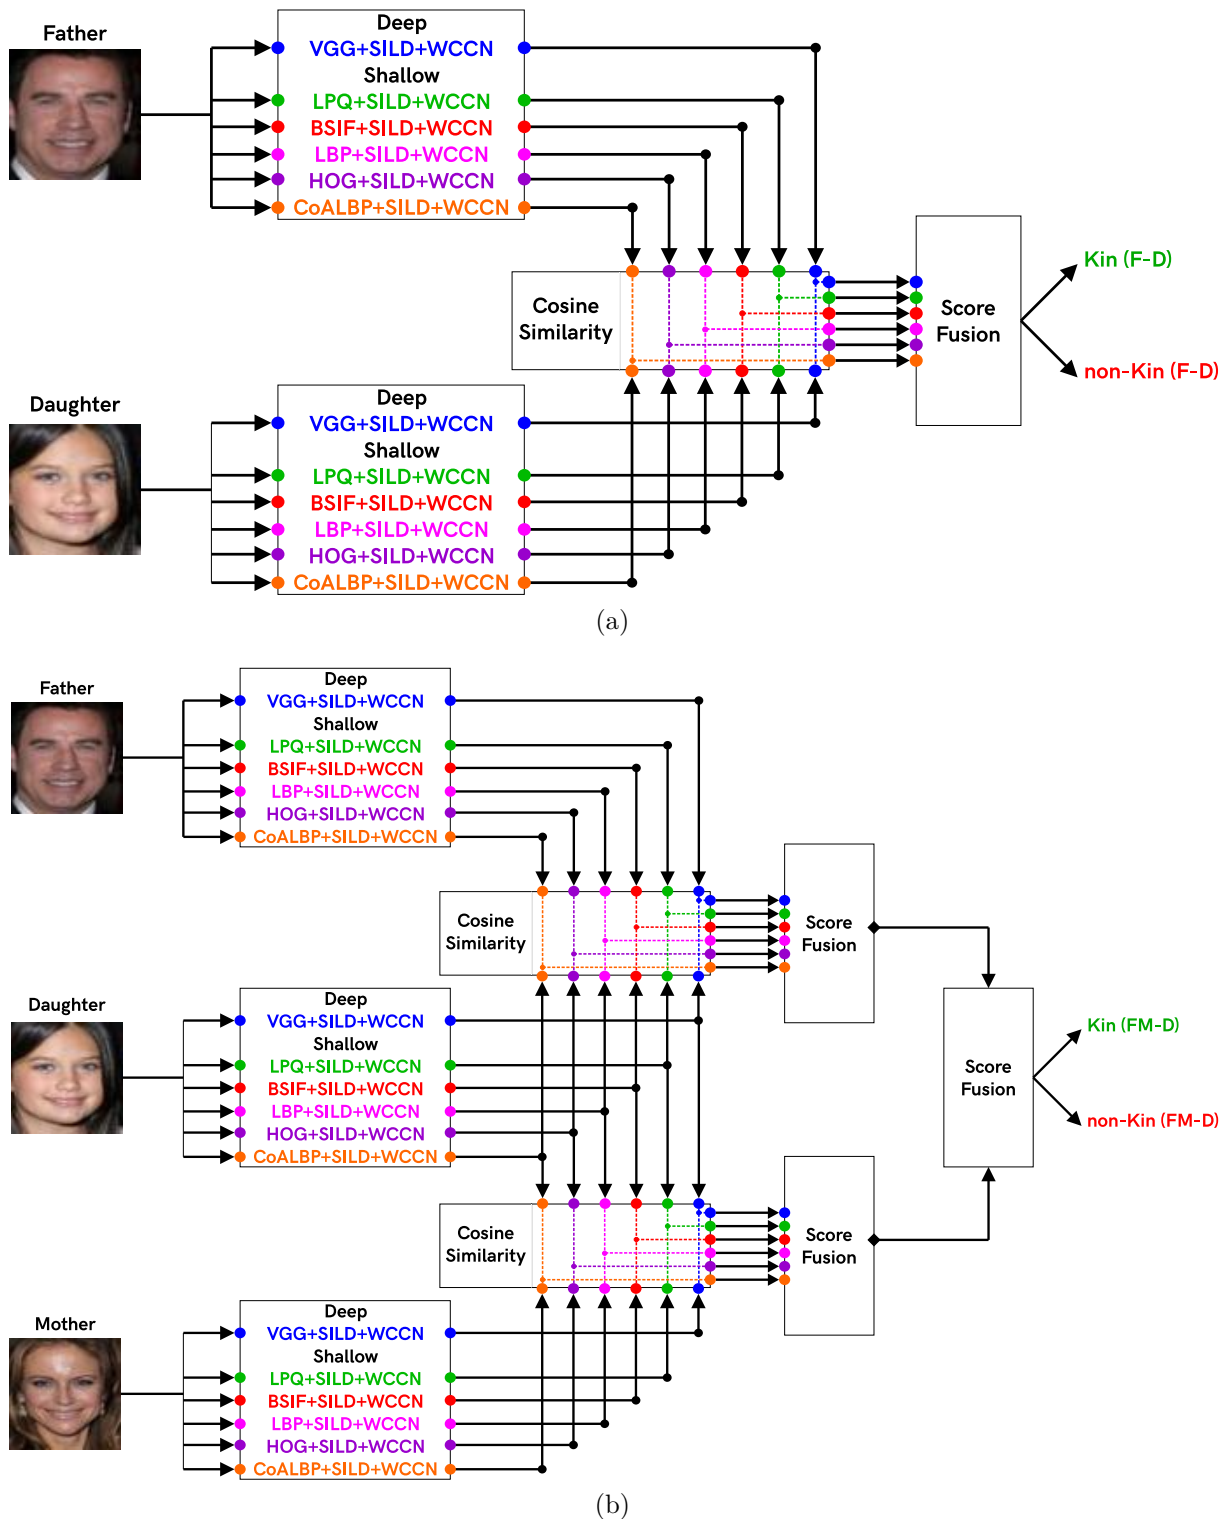 Father
Deep
VGG+SILD+WCCN
Shallow
LPQ+SILD+WCCN
BSIF+SILD+WCCN
LBP+SILD+WCCN
HOG+SILD+WCCN
CoALBP+SILD+WCCN
Cosine
Similarity
Score
Fusion
Kin (F-D)
non-Kin (F-D)
Daughter
Deep
VGG+SILD+WCCN
Shallow
LPQ+SILD+WCCN
BSIF+SILD+WCCN
LBP+SILD+WCCN
HOG+SILD+WCCN
CoALBP+SILD+WCCN
(a)
Father
Deep
VGG+SILD+WCCN
Shallow
LPQ+SILD+WCCN
BSIF+SILD+WCCN
LBP+SILD+WCCN
HOG+SILD+WCCN
CoALBP+SILD+WCCN
Cosine
Similarity
Score
Fusion
Daughter
Deep
VGG+SILD+WCCN
Shallow
LPQ+SILD+WCCN
BSIF+SILD+WCCN
LBP+SILD+WCCN
HOG+SILD+WCCN
CoALBP+SILD+WCCN
Score
Fusion
Kin (FM-D)
non-Kin (FM-D)
Cosine
Similarity
Score
Fusion
Mother
Deep
VGG+SILD+WCCN
Shallow
LPQ+SILD+WCCN
BSIF+SILD+WCCN
LBP+SILD+WCCN
HOG+SILD+WCCN
CoALBP+SILD+WCCN
(b)